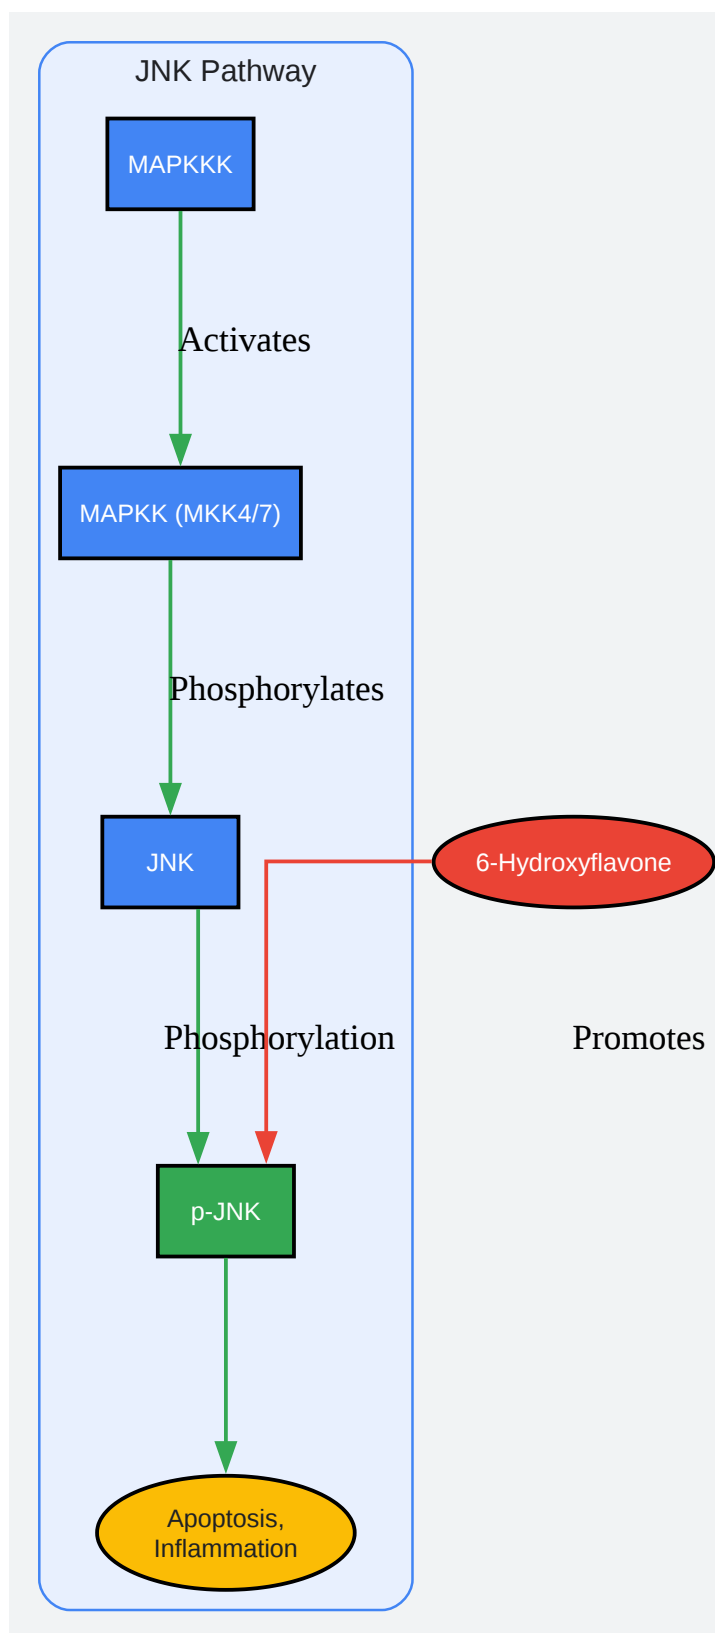 JNK Pathway
MAPKKK
Activates
MAPKK (MKK4/7)
Phosphorylates
JNK
6-Hydroxyflavone
Phosphorylation
Promotes
p-JNK
Apoptosis,
Inflammation